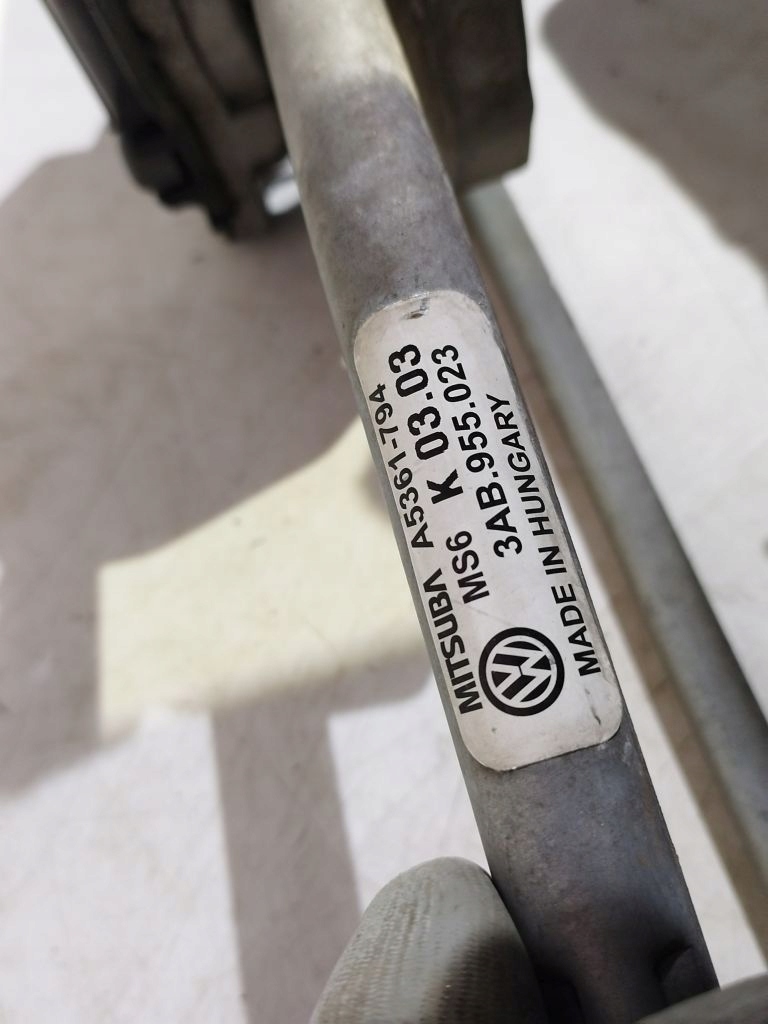 MITSUBA A5361-794
MS6 K 03.03
3AB.955.023
MADE IN HUNGARY